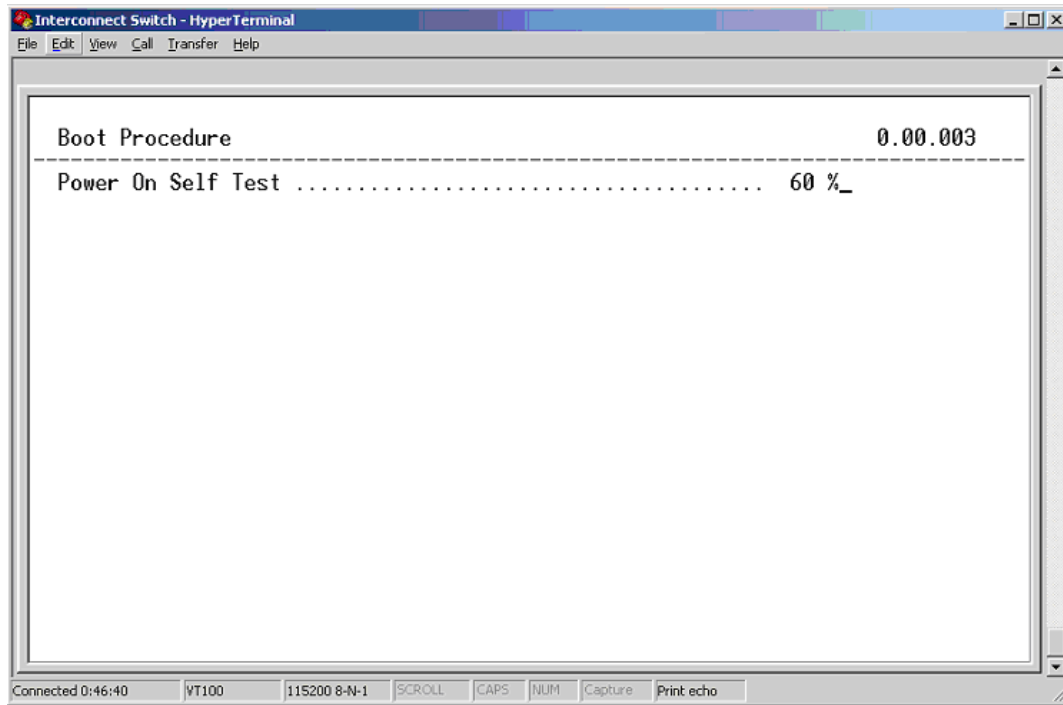 Interconnect Switch - HyperTerminal
File Edit View Call Transfer Help
Boot Procedure 0.00.003
--------------------------------------------------------------------------------
Power On Self Test ...................................... 60 %_
Connected 0:46:40 VT100 115200 8-N-1 SCROLL CAPS NUM Capture Print echo